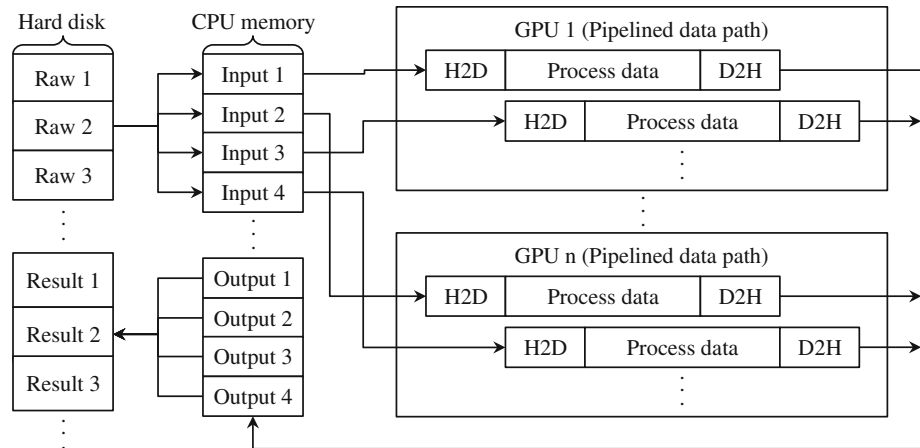 Hard disk
Raw 1
Raw 2
Raw 3
Result 1
Result 2
Result 3
CPU memory
Input 1
Input 2
Input 3
Input 4
Output 1
Output 2
Output 3
Output 4
GPU 1 (Pipelined data path)
H2D Process data D2H
H2D Process data D2H
GPU n (Pipelined data path)
H2D Process data D2H
H2D Process data D2H